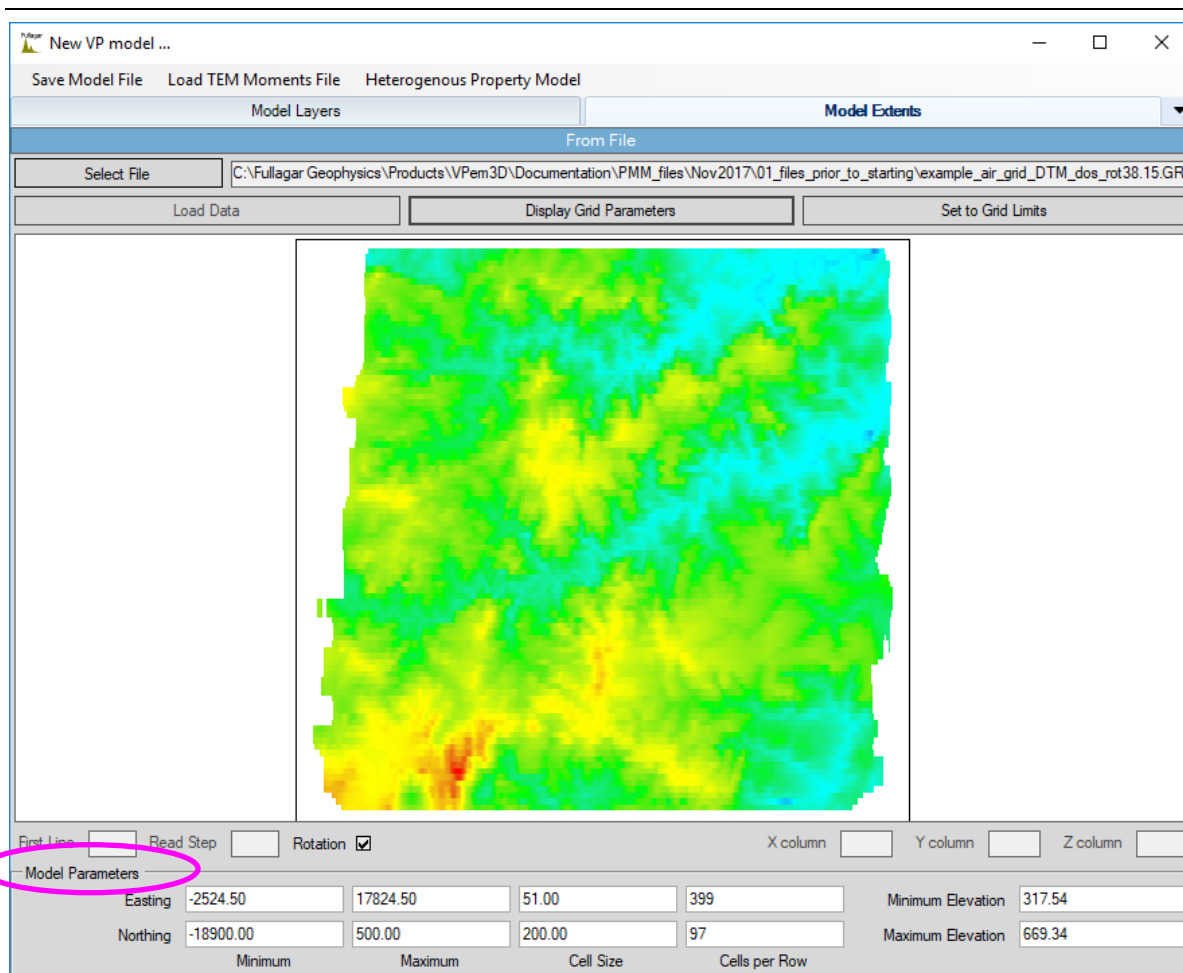 Fullagar
New VP model ...
Save Model File Load TEM Moments File Heterogenous Property Model
Model Layers Model Extents
From File
Select File C:\Fullagar Geophysics\Products\VPem3D\Documentation\PMM_files\Nov2017\01_files_prior_to_starting\example_air_grid_DTM_dos_rot38.15.GR
Load Data Display Grid Parameters Set to Grid Limits
First Line Read Step Rotation X column Y column Z column
Model Parameters
Easting -2524.50 17824.50 51.00 399 Minimum Elevation 317.54
Northing -18900.00 500.00 200.00 97 Maximum Elevation 669.34
Minimum Maximum Cell Size Cells per Row